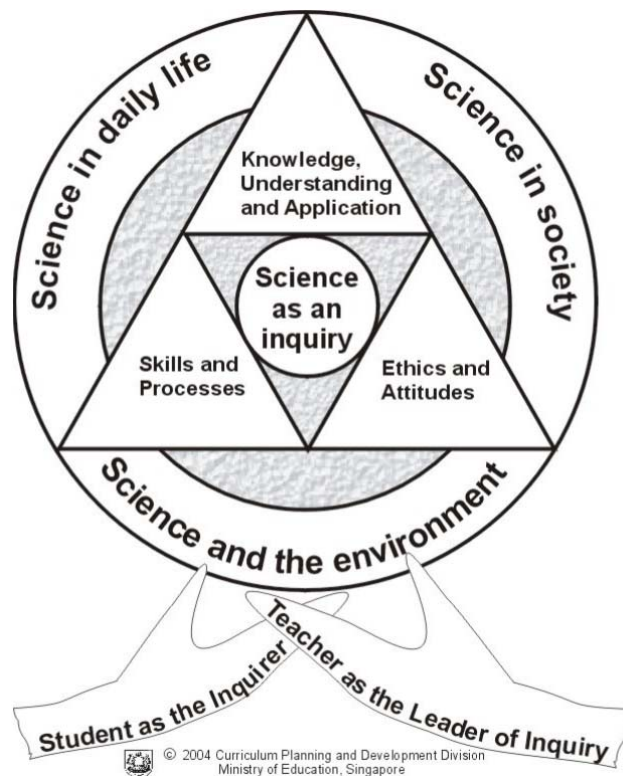 Science in daily life
Science in society
Knowledge,
Understanding
and Application
Science
as an
inquiry
Skills and
Processes
Ethics and
Attitudes
Science and the environment
Student as the Inquirer
Teacher as the Leader of Inquiry
© 2004 Curriculum Planning and Development Division
Ministry of Education, Singapore